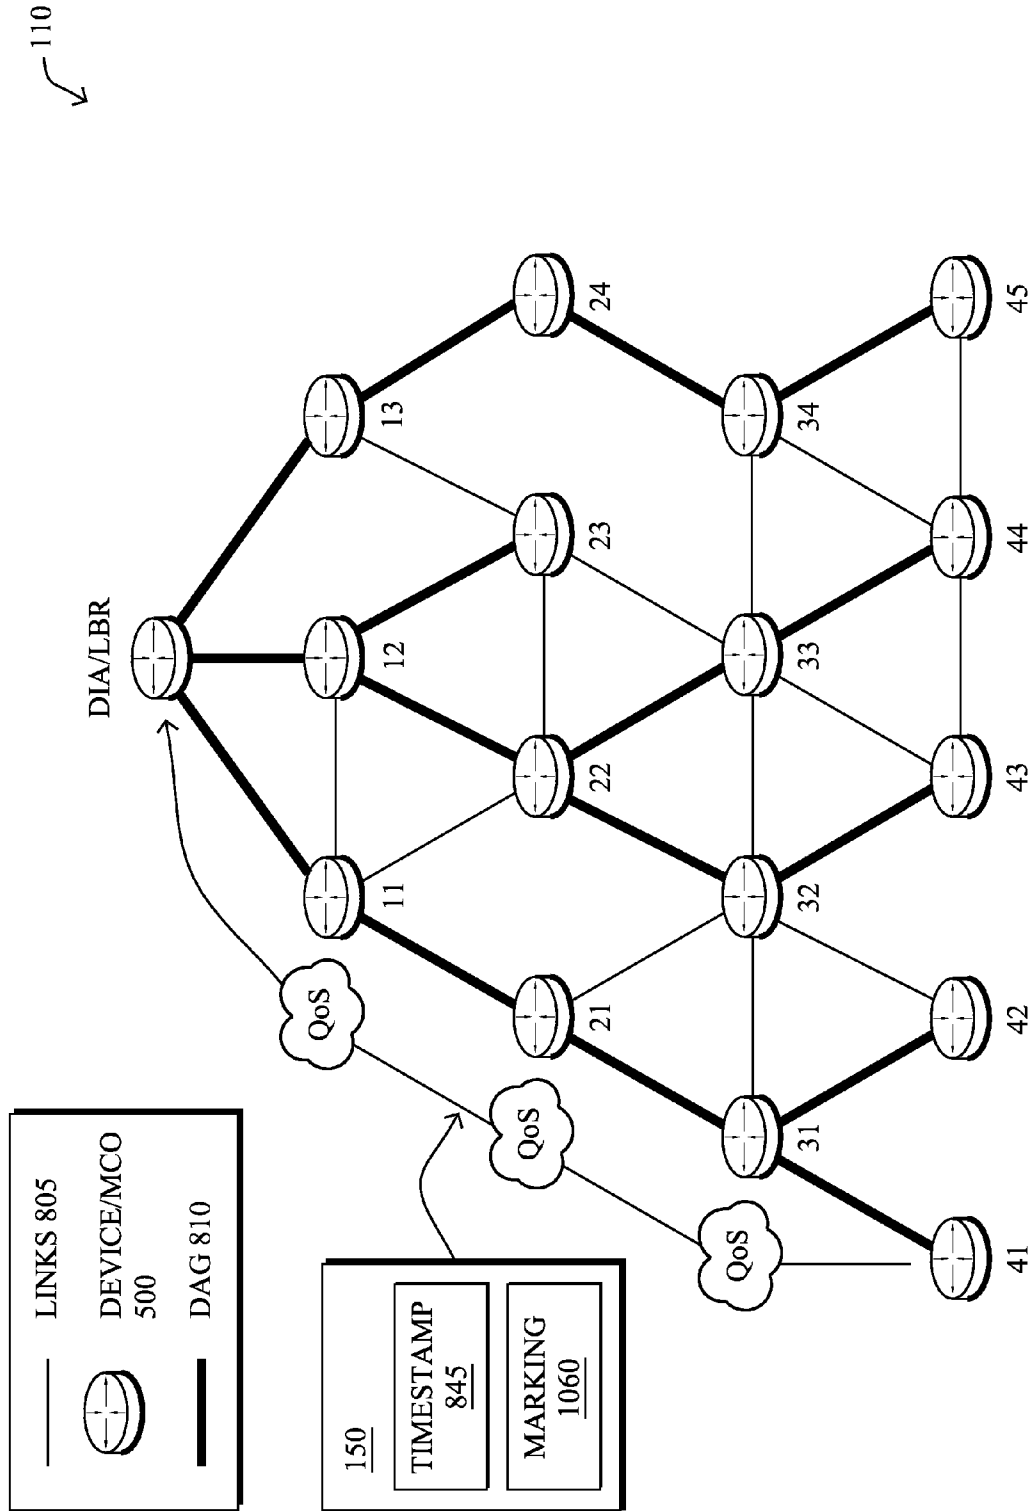 110
LINKS 805
DEVICE/MCO
500
DAG 810
150
TIMESTAMP
845
MARKING
1060
DIA/LBR
QoS
QoS
QoS
11
12
13
21
22
23
24
31
32
33
34
41
42
43
44
45